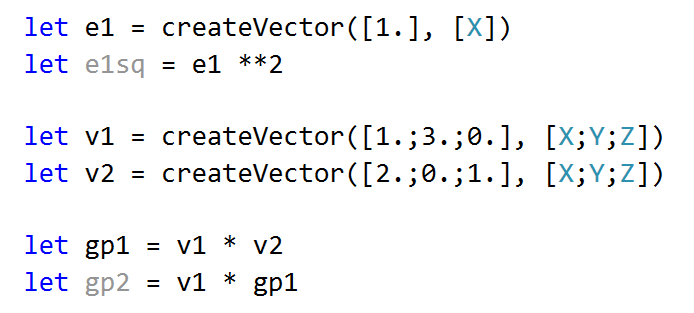 let e1 = createVector([1.], [X])
let e1sq = e1 **2
let v1 = createVector([1.;3.;0.], [X;Y;Z])
let v2 = createVector([2.;0.;1.], [X;Y;Z])
let gp1 = v1 * v2
let gp2 = v1 * gp1